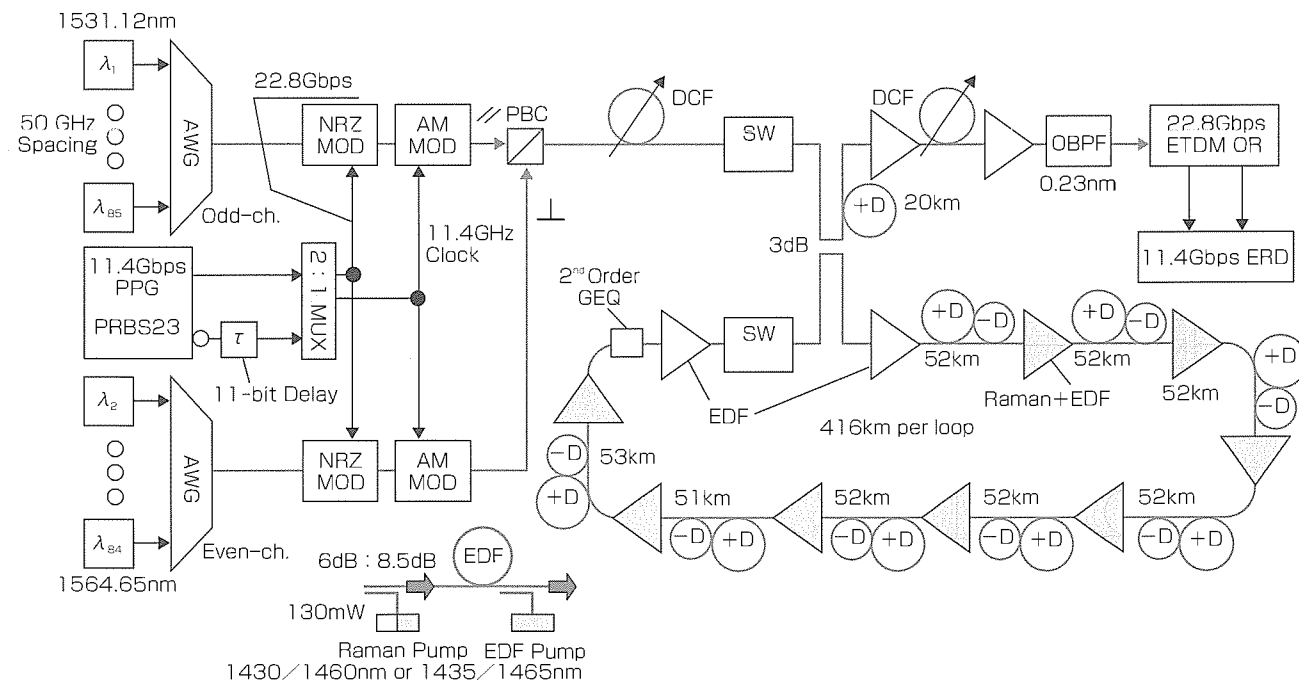 1531.12nm
λ1
50 GHz
Spacing
λ85
AWG
Odd-ch.
22.8Gbps
NRZ
MOD
AM
MOD
// PBC
⊥
11.4GHz
Clock
11.4Gbps
PPG
PRBS23
τ
11-bit Delay
2:1 MUX
λ2
λ84
1564.65nm
AWG
Even-ch.
NRZ
MOD
AM
MOD
DCF
SW
3dB
DCF
+D
20km
OBPF
0.23nm
22.8Gbps
ETDM OR
11.4Gbps ERD
2nd Order
GEQ
SW
EDF
+D
-D
52km
Raman+EDF
+D
-D
52km
52km
+D
-D
416km per loop
52km
-D
+D
52km
-D
+D
52km
-D
+D
51km
-D
+D
53km
-D
+D
6dB : 8.5dB
EDF
130mW
Raman Pump
EDF Pump
1430/1460nm or 1435/1465nm